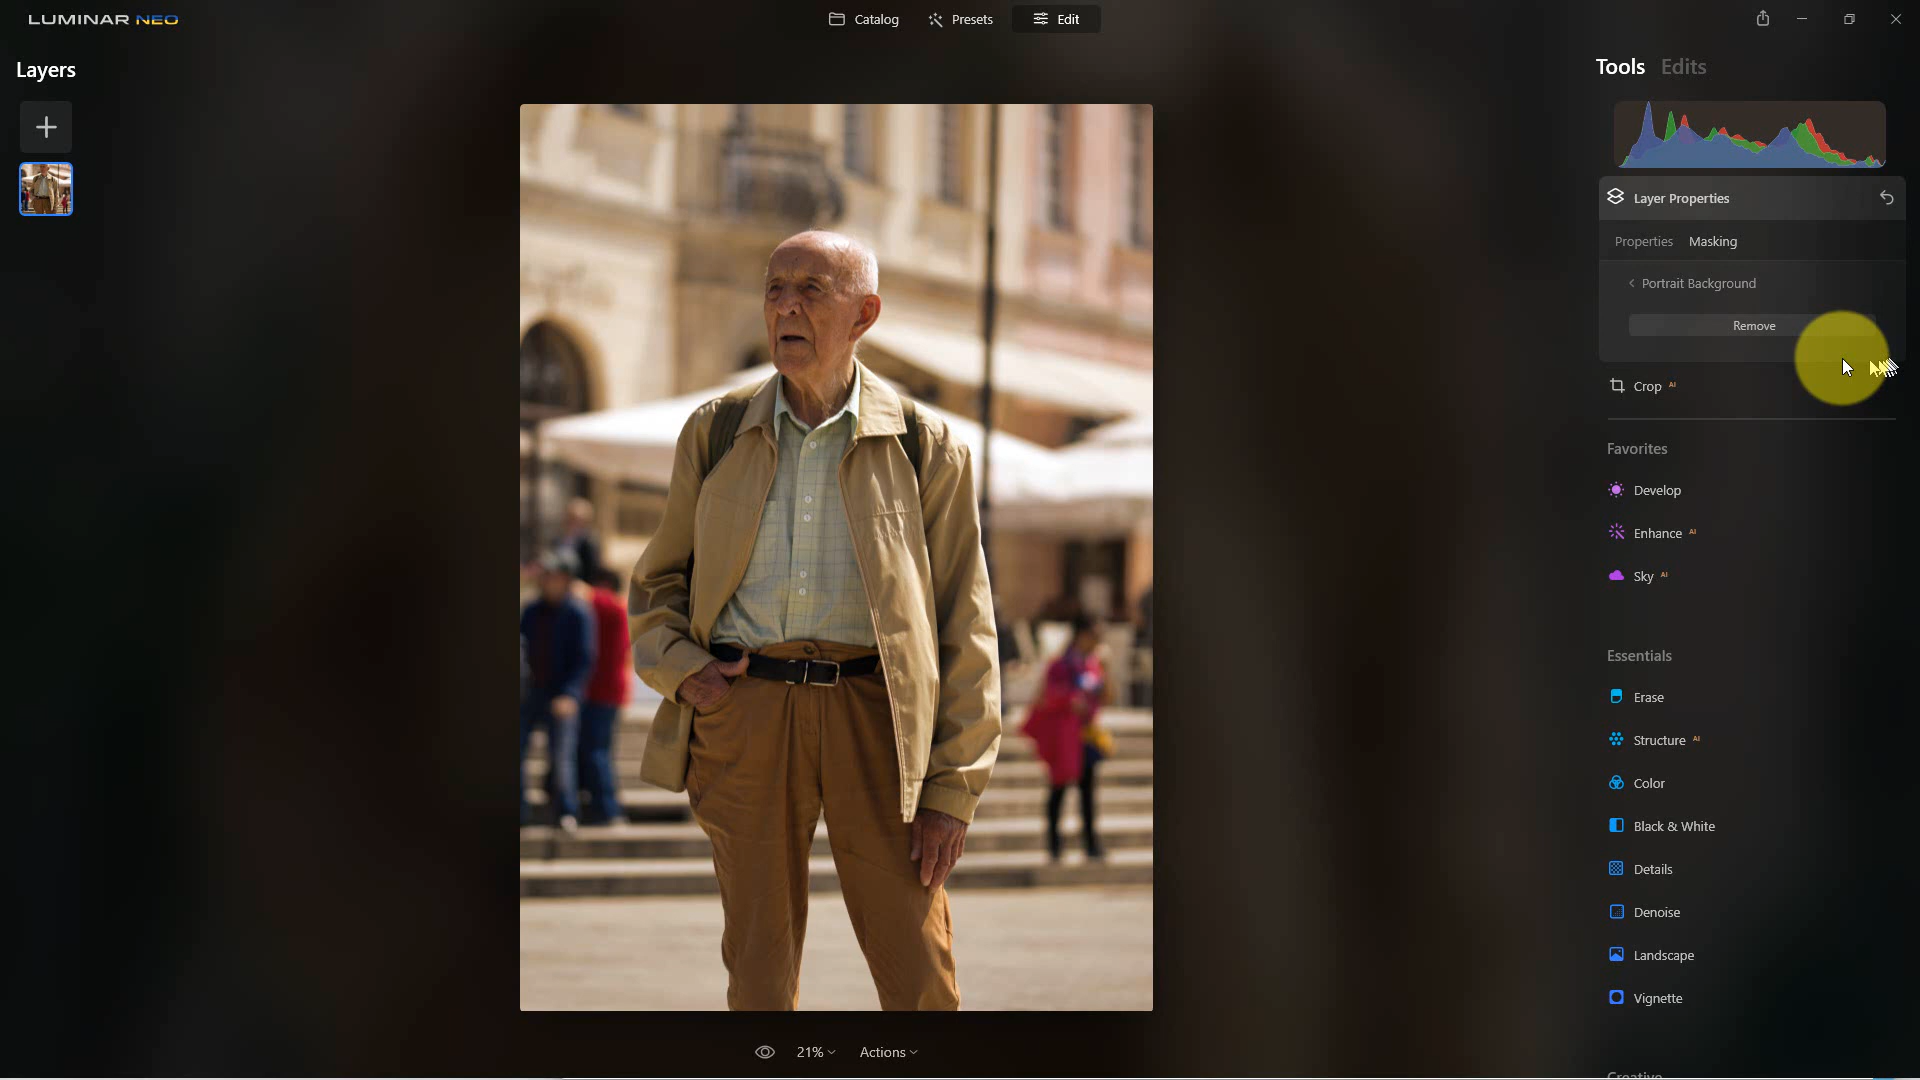 LUMINAR NEO
Catalog
Presets
Edit
Layers
Tools Edits
Layer Properties
Properties Masking
Portrait Background
Remove
Crop AI
Favorites
Develop
Enhance AI
Sky AI
Essentials
Erase
Structure AI
Color
Black & White
Details
Denoise
Landscape
Vignette
Creative
21%
Actions